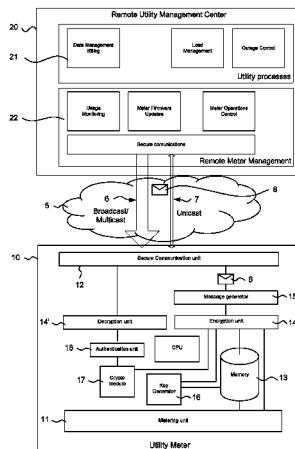 Remote Utility Management Center
20
Data Management
Billing
Load
Management
Outage Control
21
Utility processes
22
Usage
Monitoring
Meter Firmware
Updates
Meter Operations
Control
Secure communications
Remote Meter Management
8
5
6
7
Broadcast/
Multicast
Unicast
10
Secure Communication unit
12
8
Message generator
15
14'
Decryption unit
Encryption unit
14
18
Authentication unit
CPU
17
Crypto
module
Key
Generator
16
Memory
13
11
Metering unit
Utility Meter